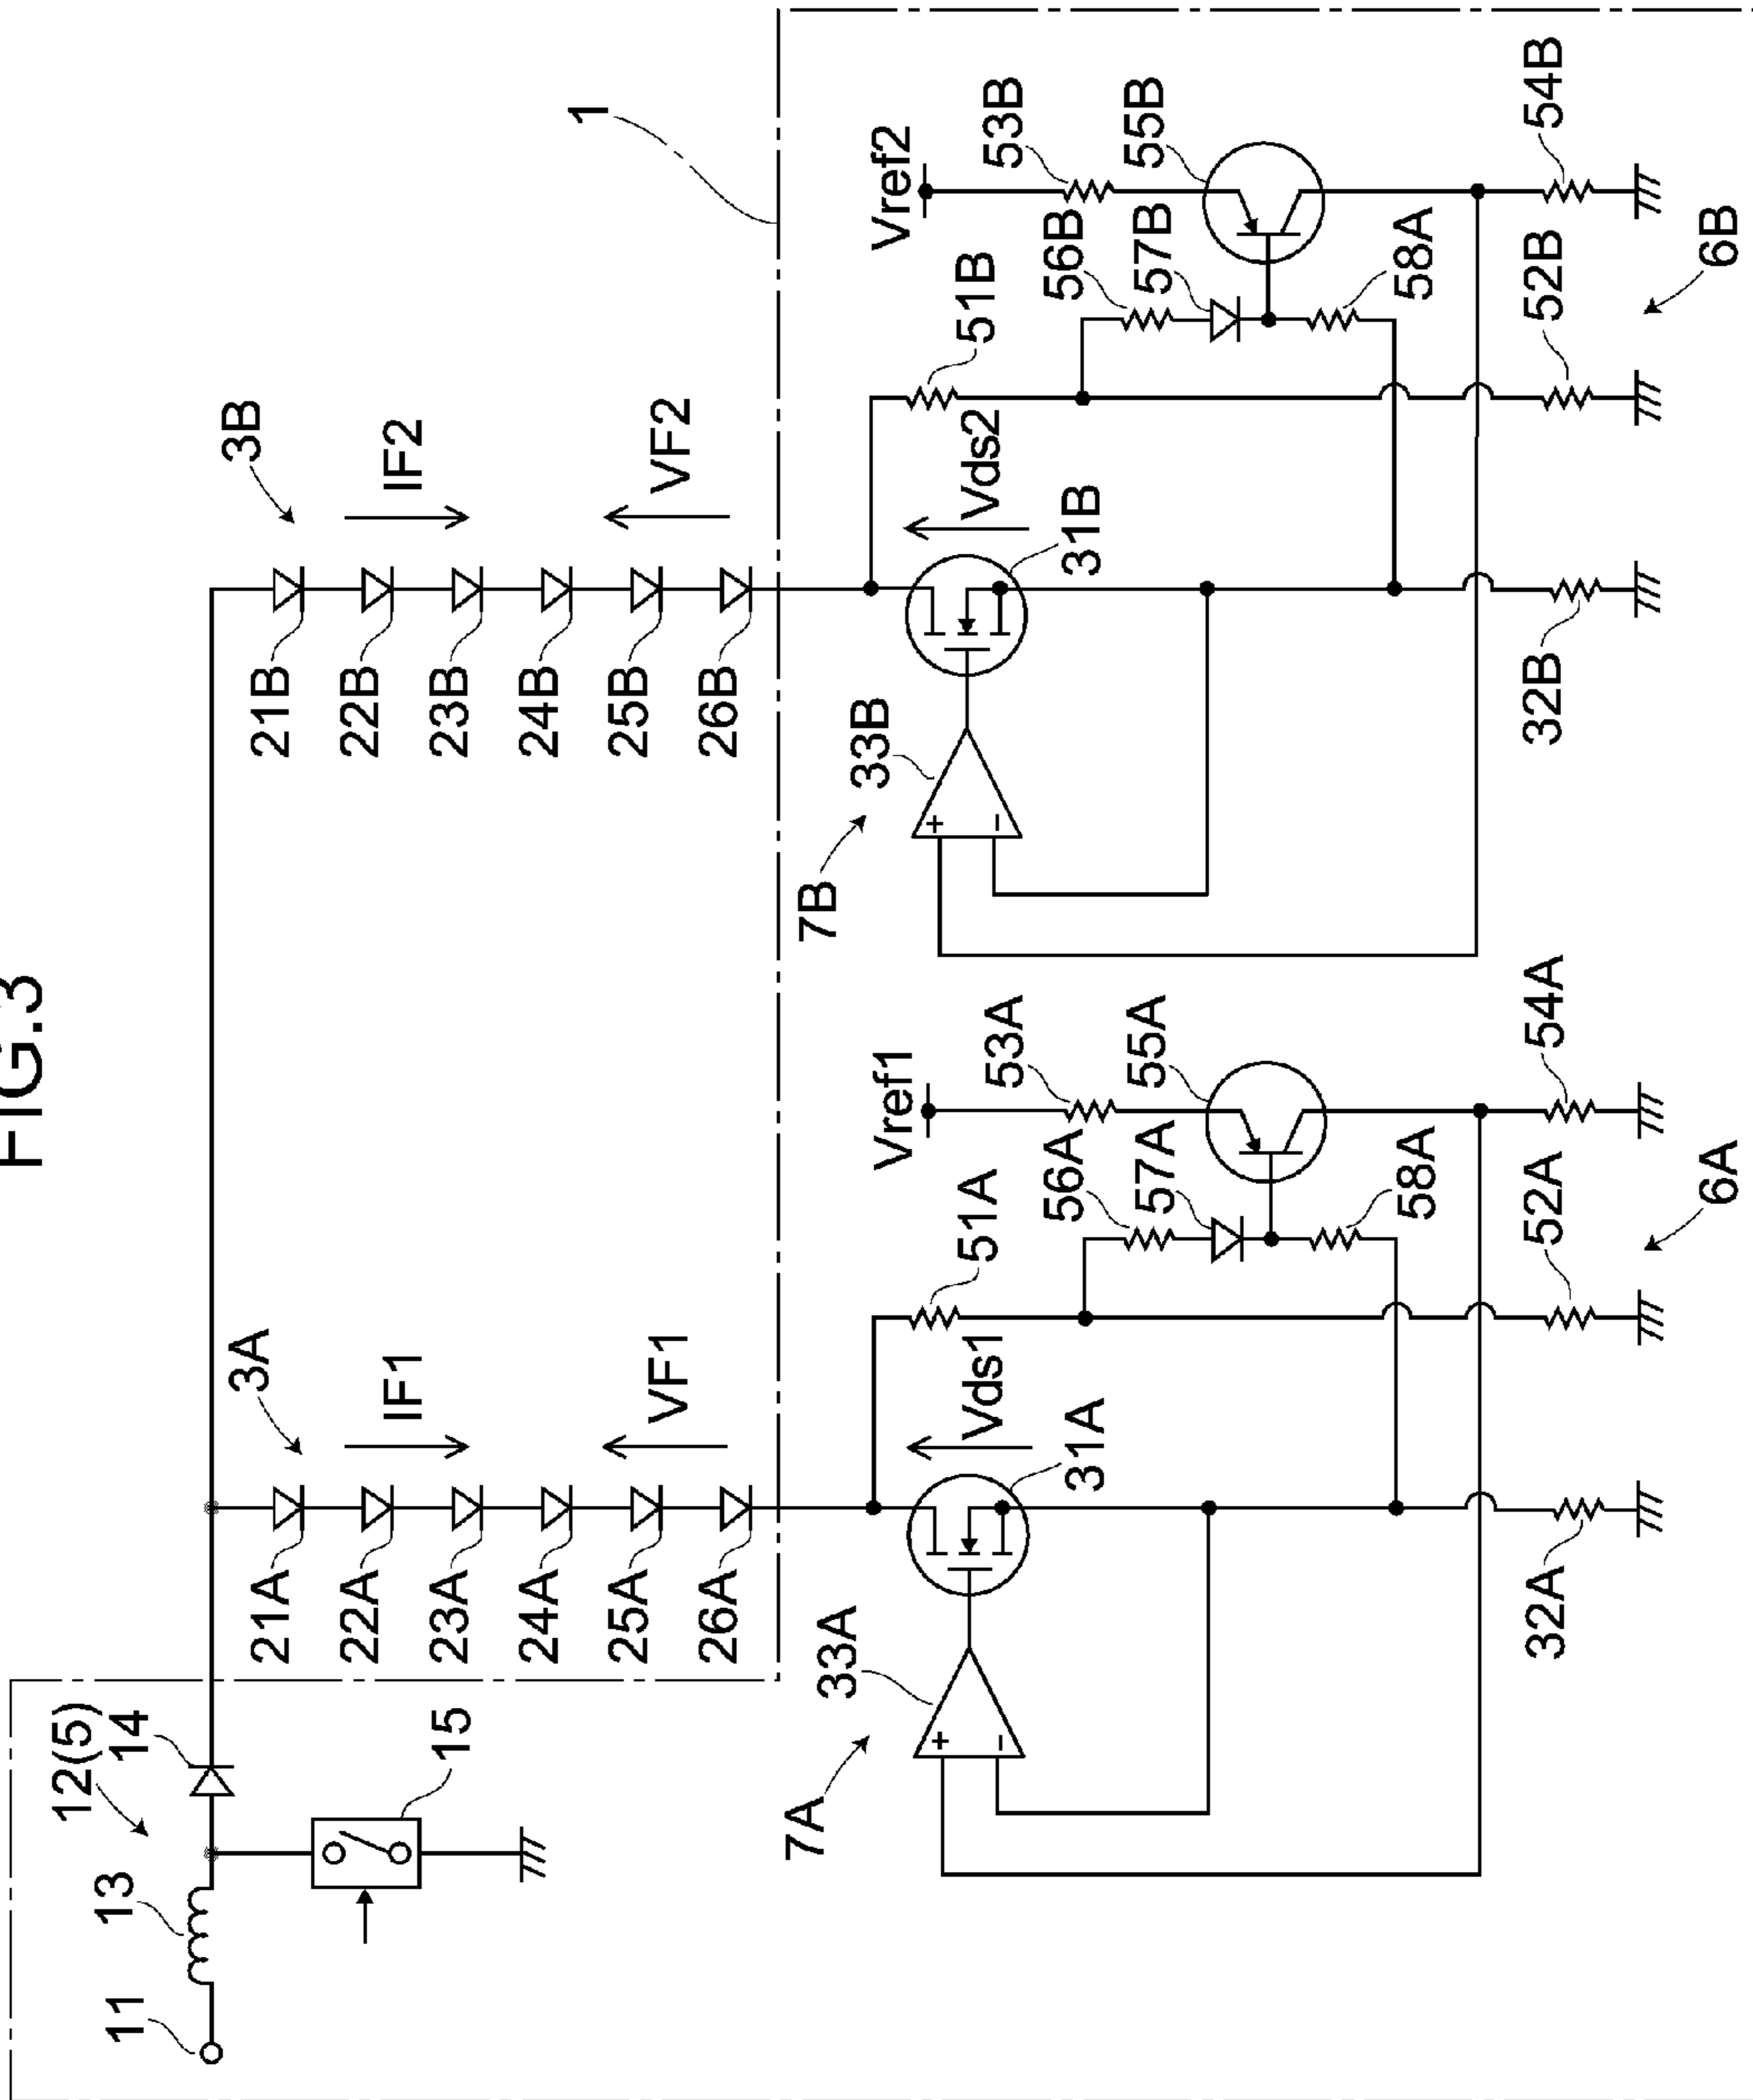 FIG.3
1
12(5)
11
13
14
15
3A
3B
21A
22A
23A
24A
25A
26A
IF1
VF1
21B
22B
23B
24B
25B
26B
IF2
VF2
7A
33A
Vds1
31A
51A
Vref1
53A
56A
57A
55A
58A
32A
52A
54A
6A
7B
33B
Vds2
31B
51B
Vref2
53B
56B
57B
55B
58A
32B
52B
54B
6B
+
−
+
−